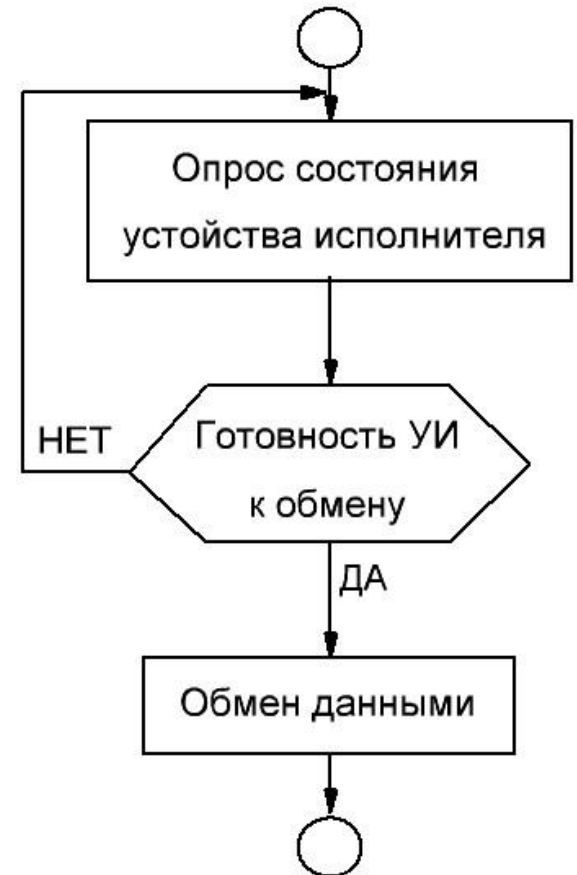 Опрос состояния
устойства исполнителя
НЕТ
Готовность УИ
к обмену
ДА
Обмен данными